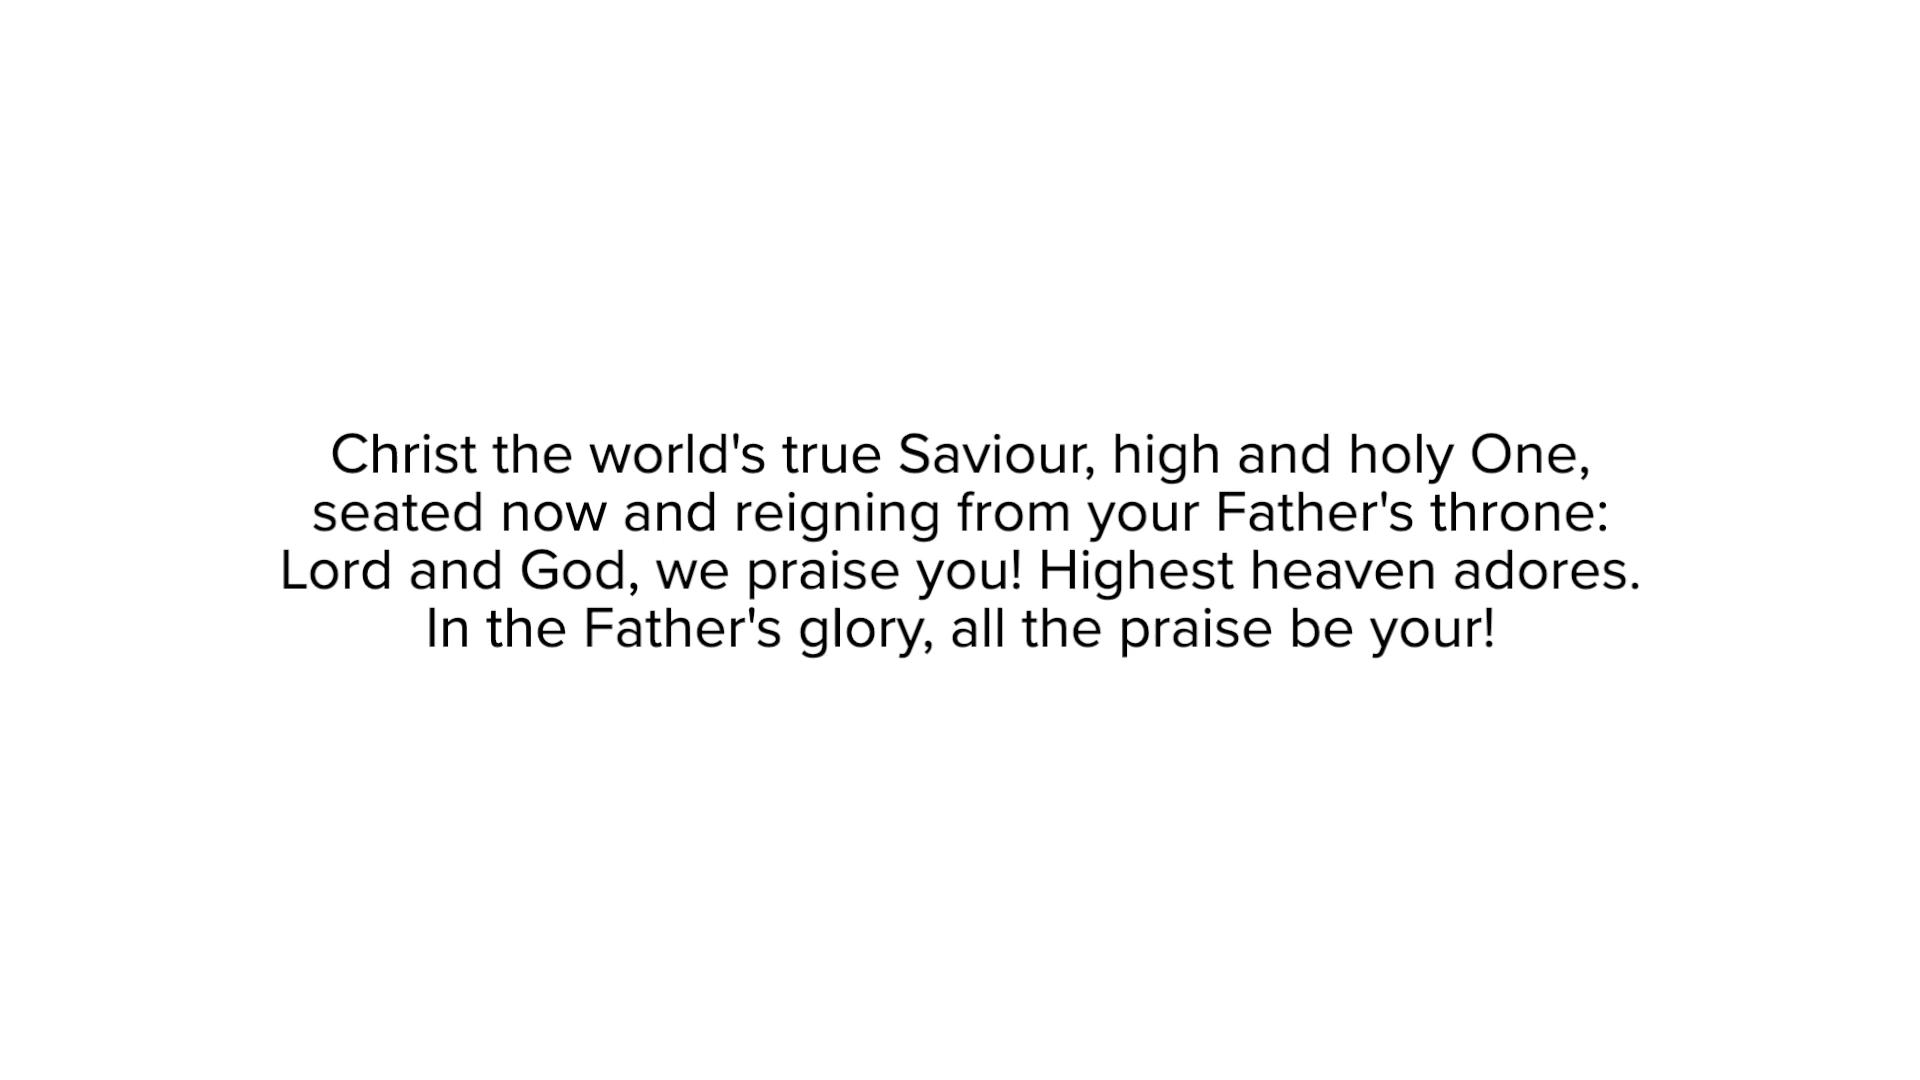 Christ the world's true Saviour, high and holy One,
seated now and reigning from your Father's throne:
Lord and God, we praise you! Highest heaven adores.
In the Father's glory, all the praise be your!